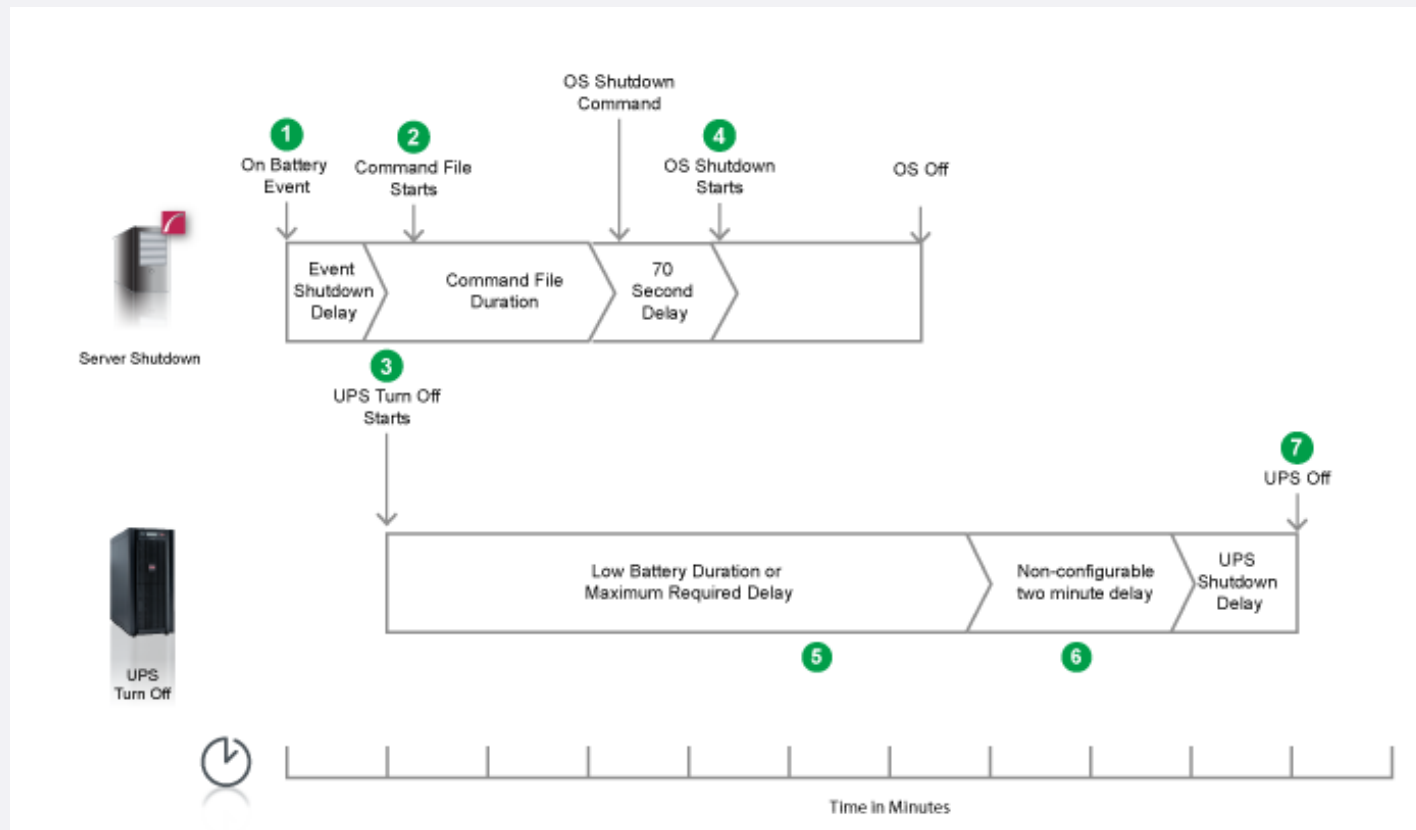 OS Shutdown
Command
1
2
4
On Battery
Event
Command File
Starts
OS Shutdown
Starts
OS Off
Event
Shutdown
Delay
Command File
Duration
70
Second
Delay
Server Shutdown
3
UPS Turn Off
Starts
7
UPS Off
Low Battery Duration or
Maximum Required Delay
Non-configurable
two minute delay
UPS
Shutdown
Delay
5
6
UPS
Turn Off
Time in Minutes